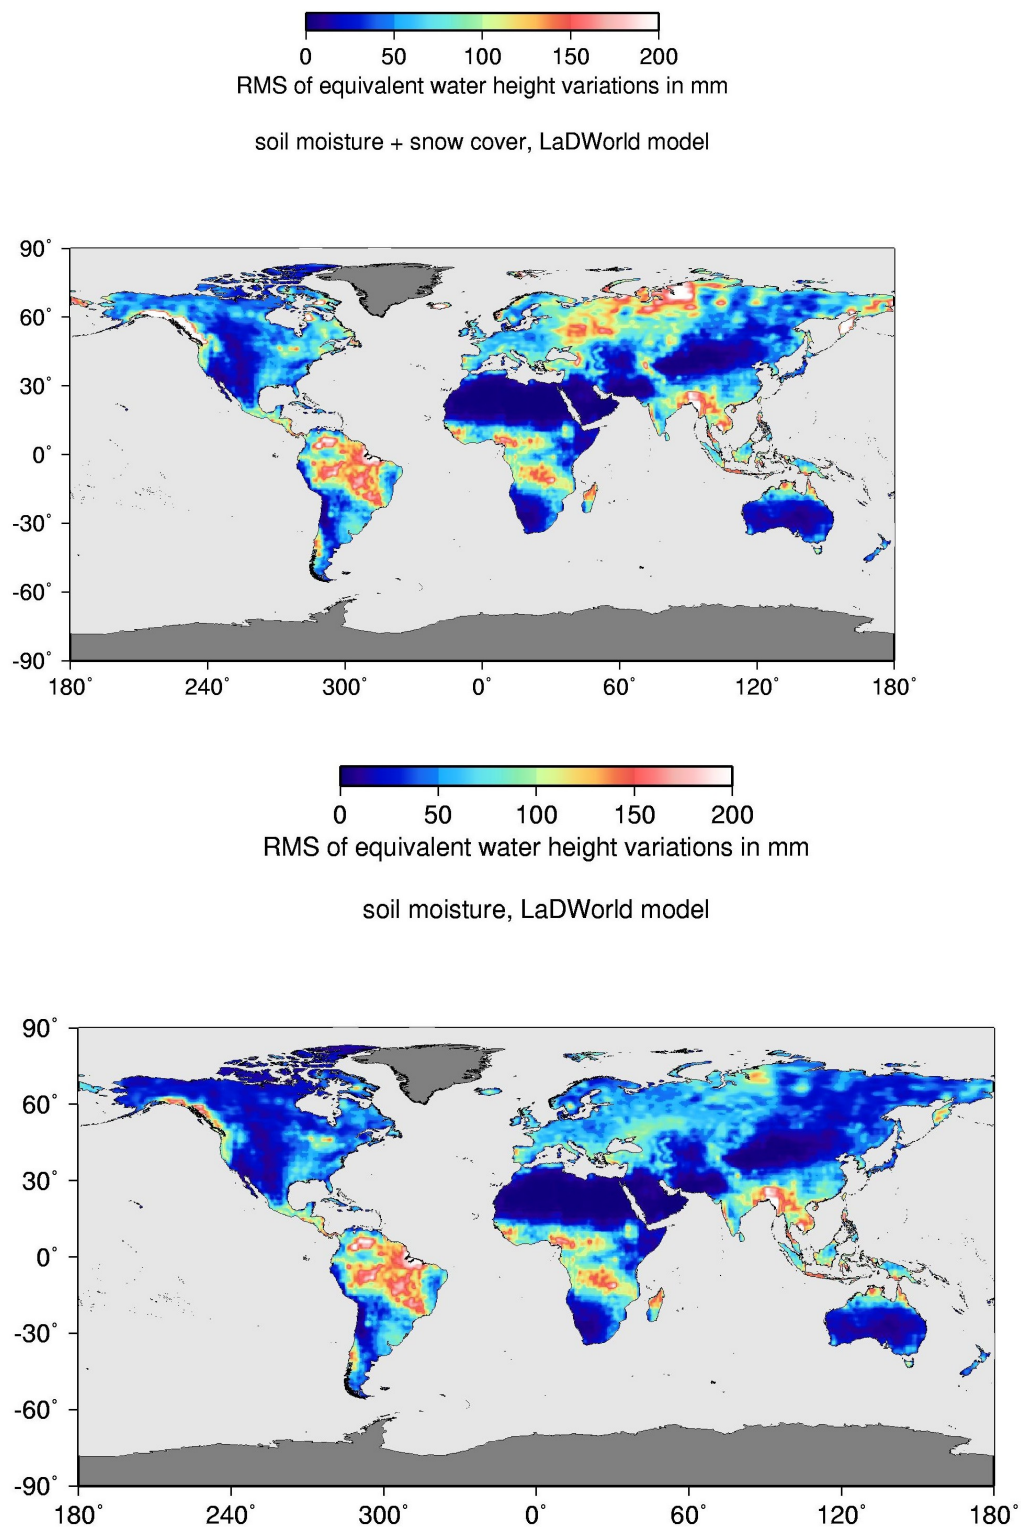 0 50 100 150 200
RMS of equivalent water height variations in mm
soil moisture + snow cover, LaDWorld model
90°
60°
30°
0°
-30°
-60°
-90°
180° 240° 300° 0° 60° 120° 180°
0 50 100 150 200
RMS of equivalent water height variations in mm
soil moisture, LaDWorld model
90°
60°
30°
0°
-30°
-60°
-90°
180° 240° 300° 0° 60° 120° 180°